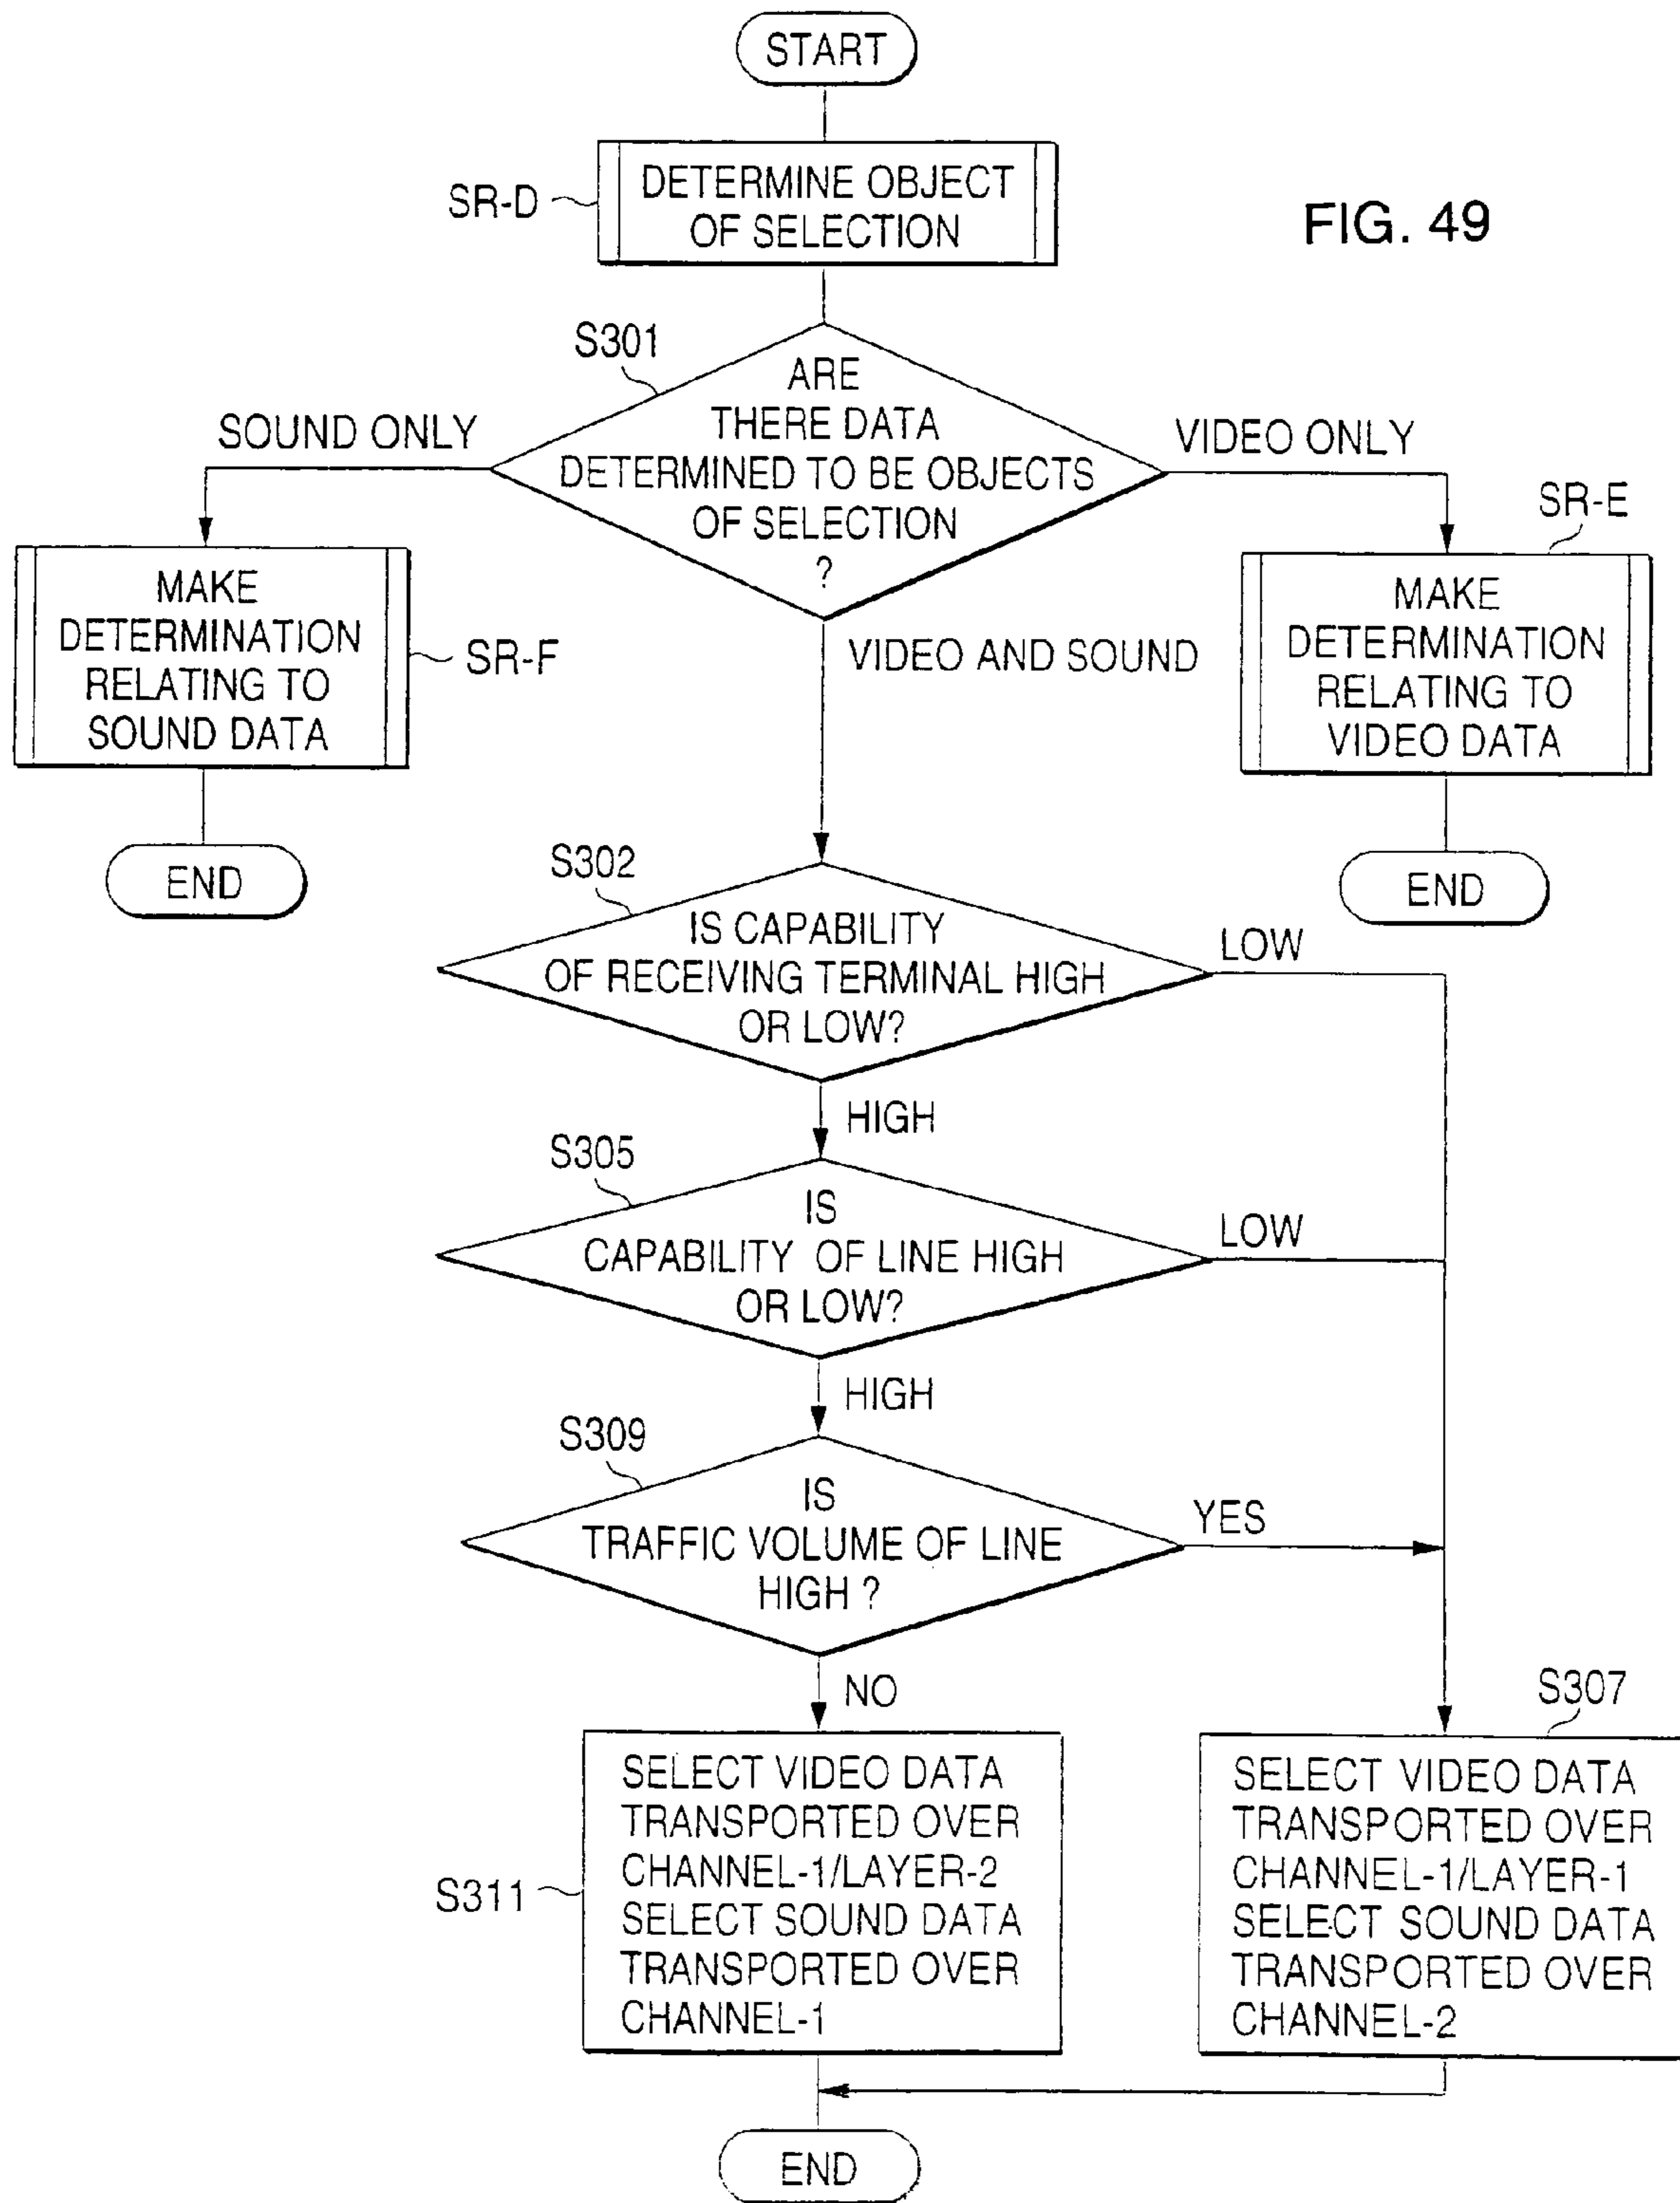 START
SR-D
DETERMINE OBJECT
OF SELECTION
FIG. 49
S301
ARE
THERE DATA
DETERMINED TO BE OBJECTS
OF SELECTION
?
SOUND ONLY
VIDEO ONLY
SR-E
MAKE
DETERMINATION
RELATING TO
SOUND DATA
SR-F
VIDEO AND SOUND
MAKE
DETERMINATION
RELATING TO
VIDEO DATA
END
END
S302
IS CAPABILITY
OF RECEIVING TERMINAL HIGH
OR LOW?
LOW
HIGH
S305
IS
CAPABILITY OF LINE HIGH
OR LOW?
LOW
HIGH
S309
IS
TRAFFIC VOLUME OF LINE
HIGH ?
YES
NO
S307
S311
SELECT VIDEO DATA
TRANSPORTED OVER
CHANNEL-1/LAYER-2
SELECT SOUND DATA
TRANSPORTED OVER
CHANNEL-1
SELECT VIDEO DATA
TRANSPORTED OVER
CHANNEL-1/LAYER-1
SELECT SOUND DATA
TRANSPORTED OVER
CHANNEL-2
END